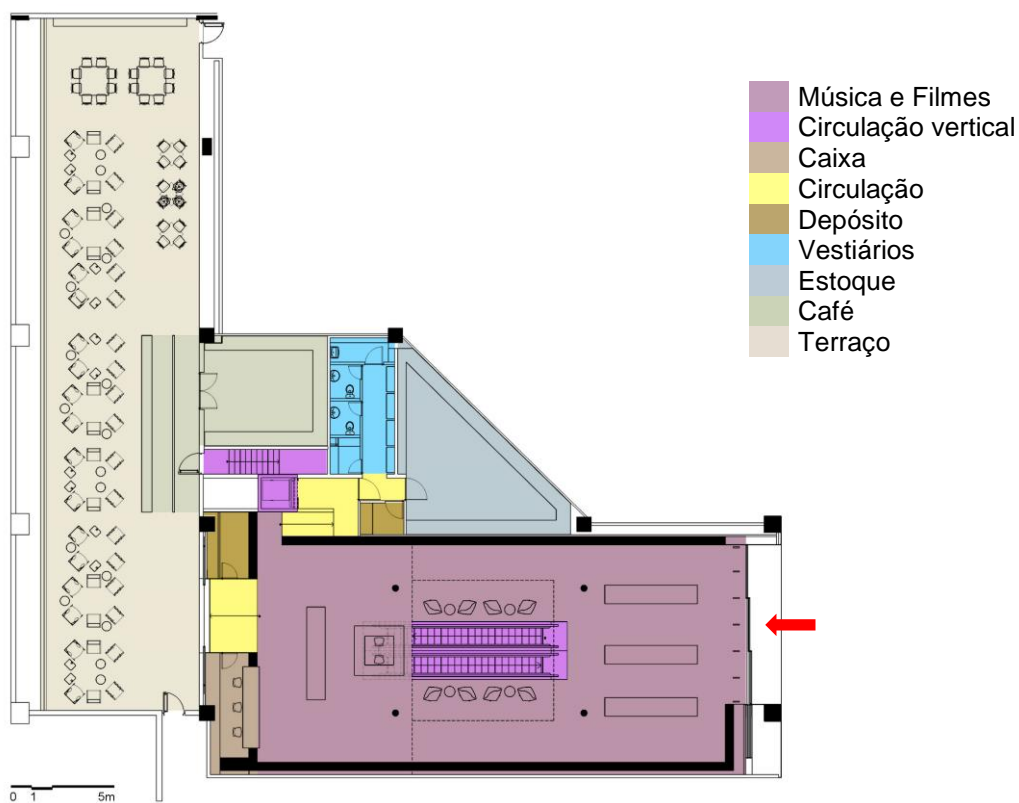 Música e Filmes
Circulação vertical
Caixa
Circulação
Depósito
Vestiários
Estoque
Café
Terraço
0 1 5m